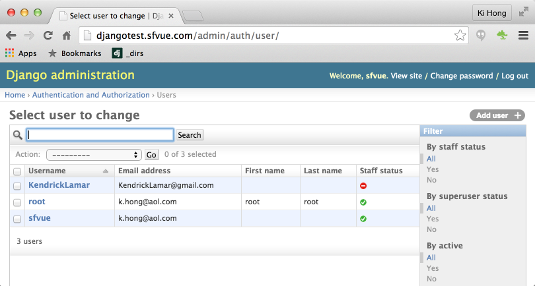 Select user to change | Dja
Ki Hong
djangotest.sfvue.com/admin/auth/user/
Apps Bookmarks dj _dirs
Django administration
Welcome, sfvue. View site / Change password / Log out
Home › Authentication and Authorization › Users
Select user to change
Add user +
Search
Filter
Action: --------- Go 0 of 3 selected
By staff status
All
Yes
No
Username Email address First name Last name Staff status
KendrickLamar KendrickLamar@gmail.com
root k.hong@aol.com root root
sfvue k.hong@aol.com
3 users
By superuser status
All
Yes
No
By active
All
Yes
No